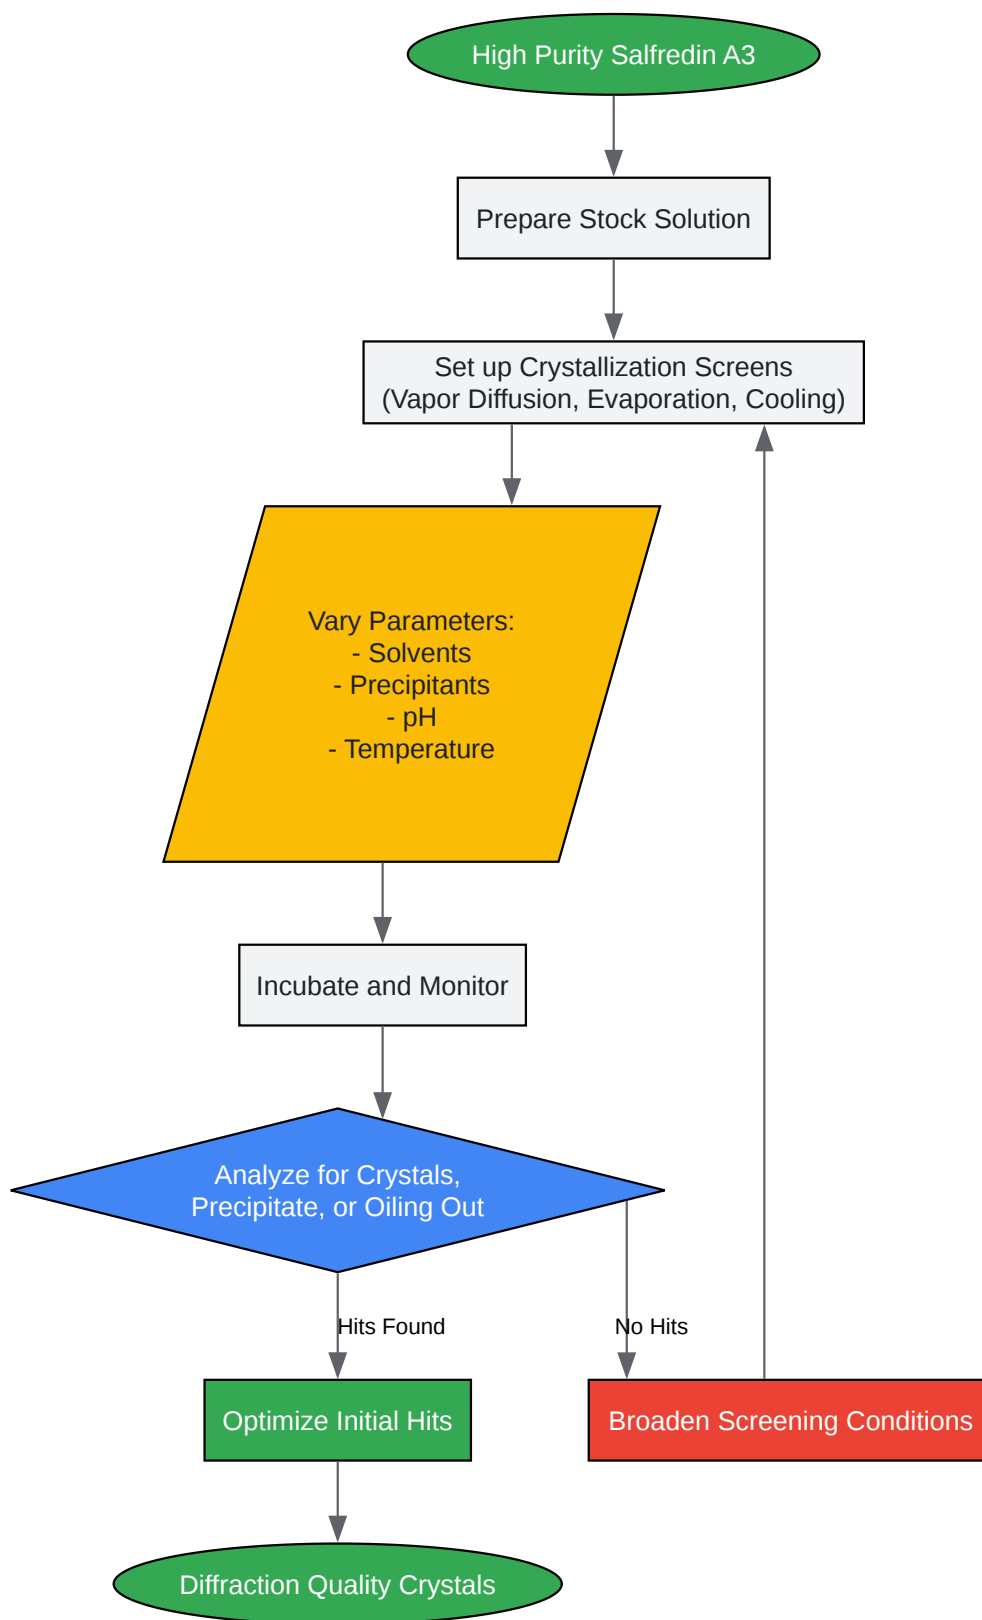 High Purity Salfredin A3
Prepare Stock Solution
Set up Crystallization Screens
(Vapor Diffusion, Evaporation, Cooling)
Vary Parameters:
- Solvents
- Precipitants
- pH
- Temperature
Incubate and Monitor
Analyze for Crystals,
Precipitate, or Oiling Out
Hits Found
No Hits
Optimize Initial Hits
Broaden Screening Conditions
Diffraction Quality Crystals